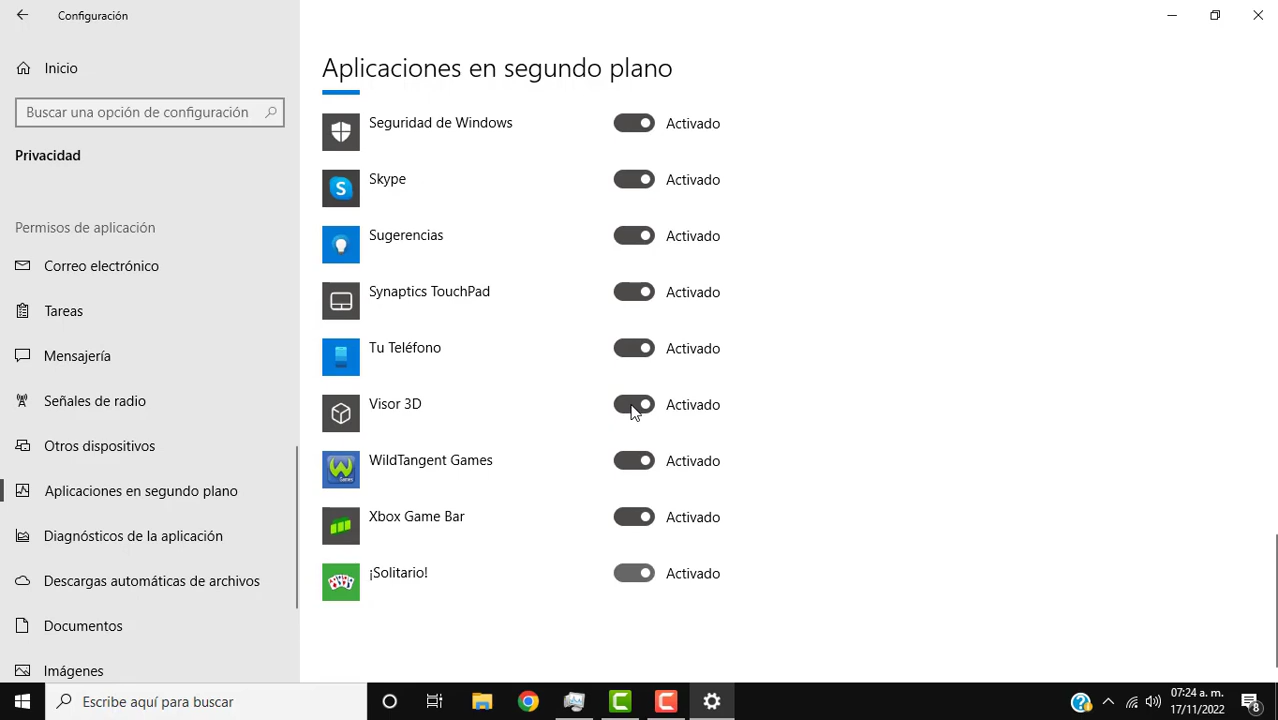 Configuración
Inicio
Buscar una opción de configuración
Privacidad
Permisos de aplicación
Correo electrónico
Tareas
Mensajería
Señales de radio
Otros dispositivos
Aplicaciones en segundo plano
Diagnósticos de la aplicación
Descargas automáticas de archivos
Documentos
Imágenes
Aplicaciones en segundo plano
Seguridad de Windows Activado
Skype Activado
Sugerencias Activado
Synaptics TouchPad Activado
Tu Teléfono Activado
Visor 3D Activado
WildTangent Games Activado
Xbox Game Bar Activado
¡Solitario! Activado
Escribe aquí para buscar
07:24 a. m.
17/11/2022
8